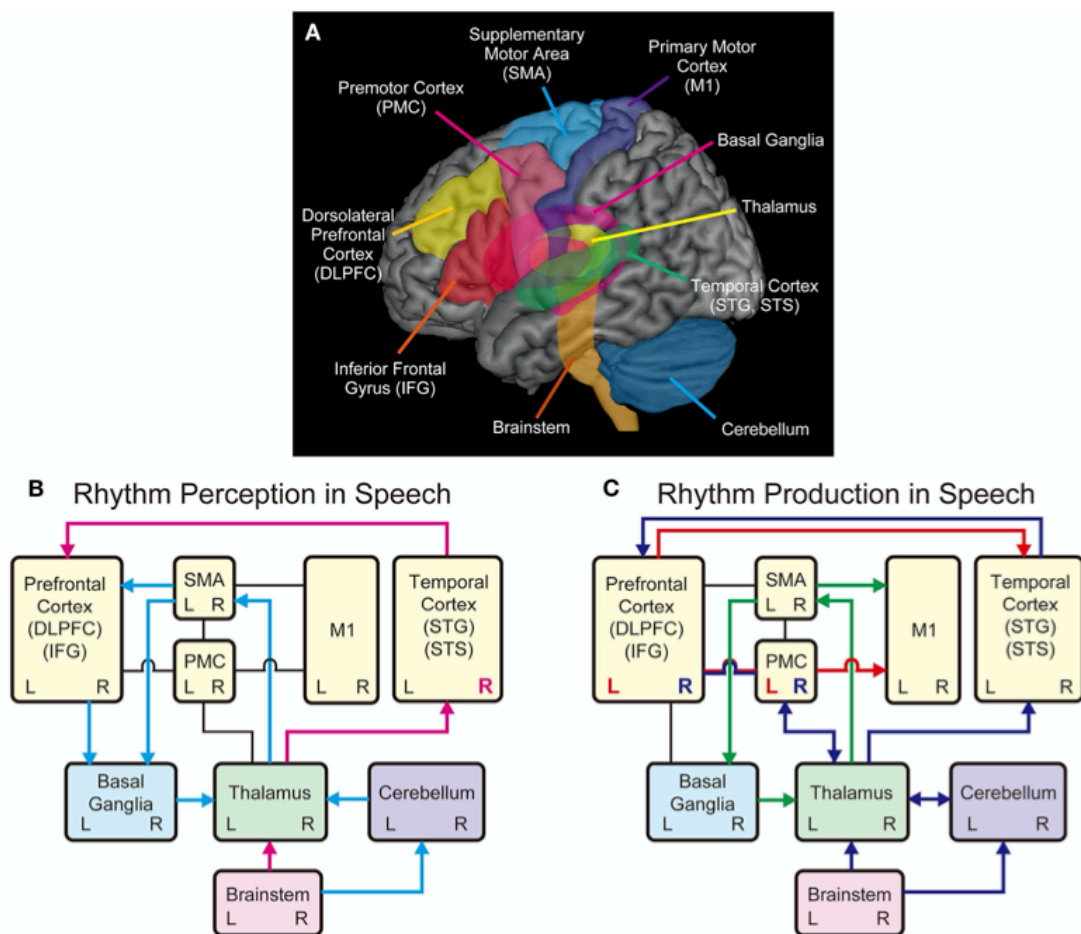 A
Supplementary
Motor Area
(SMA)
Primary Motor
Cortex
(M1)
Premotor Cortex
(PMC)
Basal Ganglia
Thalamus
Dorsolateral
Prefrontal
Cortex
(DLPFC)
Temporal Cortex
(STG, STS)
Inferior Frontal
Gyrus (IFG)
Brainstem
Cerebellum
B Rhythm Perception in Speech
Prefrontal
Cortex
(DLPFC)
(IFG)
L R
SMA
L R
PMC
L R
M1
L R
Temporal
Cortex
(STG)
(STS)
L R
Basal
Ganglia
L R
Thalamus
L R
Cerebellum
L R
Brainstem
L R
C Rhythm Production in Speech
Prefrontal
Cortex
(DLPFC)
(IFG)
L R
SMA
L R
PMC
L R
M1
L R
Temporal
Cortex
(STG)
(STS)
L R
Basal
Ganglia
L R
Thalamus
L R
Cerebellum
L R
Brainstem
L R